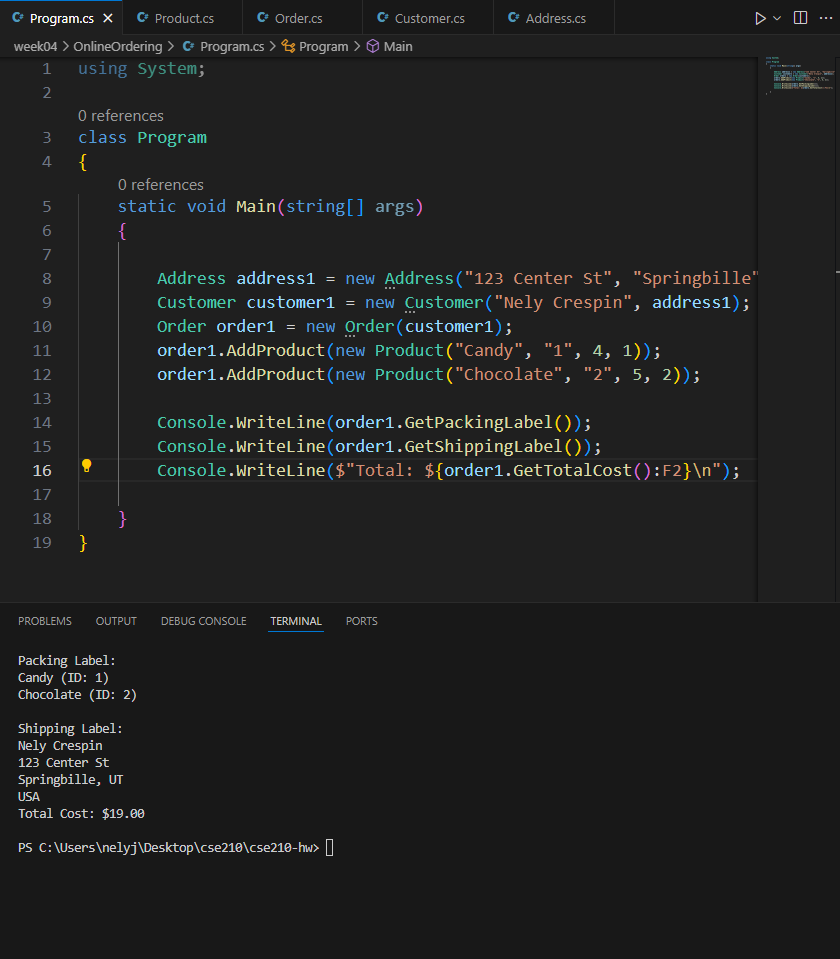 Program.cs
Product.cs
Order.cs
Customer.cs
Address.cs
week04 > OnlineOrdering > Program.cs > Program > Main
1 using System;
2
0 references
3 class Program
4 {
0 references
5 static void Main(string[] args)
6 {
7
8 Address address1 = new Address("123 Center St", "Springbille"
9 Customer customer1 = new Customer("Nely Crespin", address1);
10 Order order1 = new Order(customer1);
11 order1.AddProduct(new Product("Candy", "1", 4, 1));
12 order1.AddProduct(new Product("Chocolate", "2", 5, 2));
13
14 Console.WriteLine(order1.GetPackingLabel());
15 Console.WriteLine(order1.GetShippingLabel());
16 Console.WriteLine($"Total: ${order1.GetTotalCost():F2}\n");
17
18 }
19 }
PROBLEMS OUTPUT DEBUG CONSOLE TERMINAL PORTS
Packing Label:
Candy (ID: 1)
Chocolate (ID: 2)
Shipping Label:
Nely Crespin
123 Center St
Springbille, UT
USA
Total Cost: $19.00
PS C:\Users\nelyj\Desktop\cse210\cse210-hw>